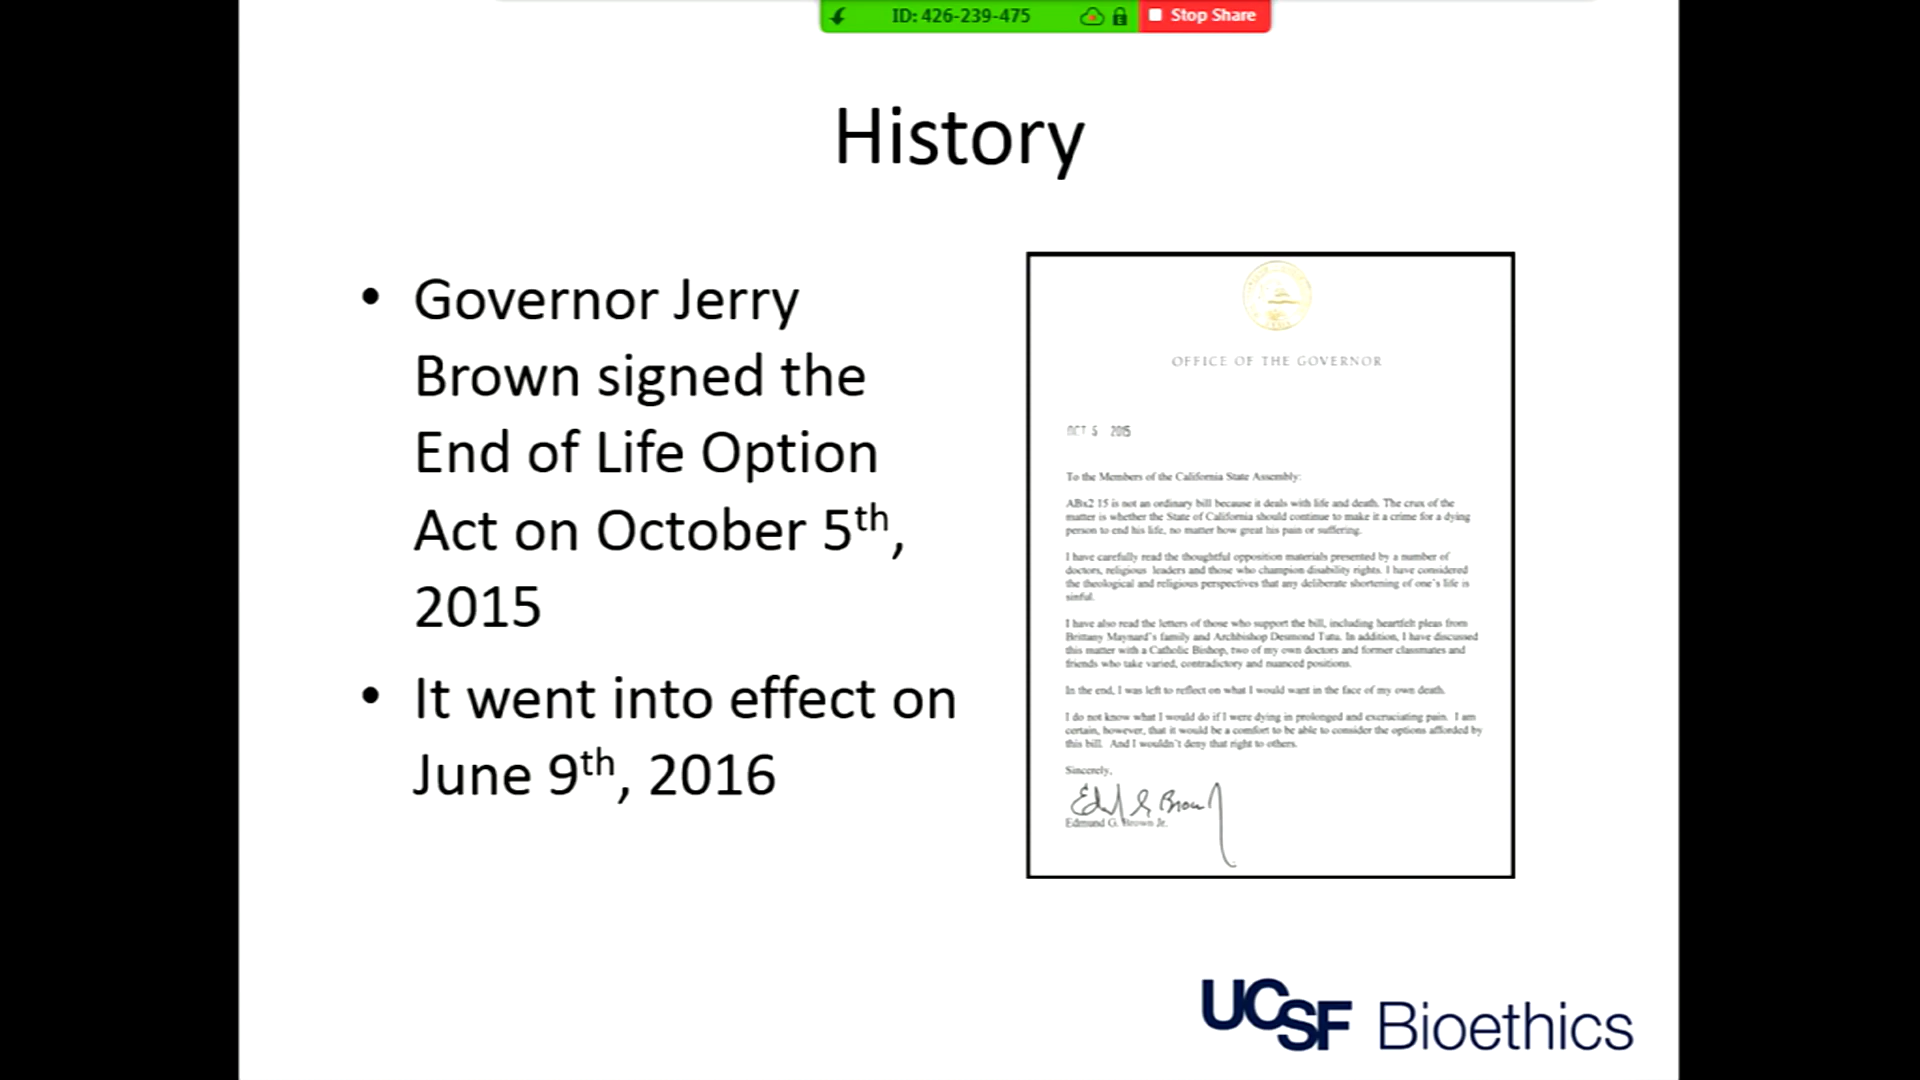 ID: 426-239-475
Stop Share
History
• Governor Jerry
Brown signed the
End of Life Option
Act on October 5th,
2015
• It went into effect on
June 9th, 2016
OFFICE OF THE GOVERNOR
OCT 5 2015
To the Members of the California State Assembly:
ABx2 15 is not an ordinary bill because it deals with life and death. The crux of the
matter is whether the State of California should continue to make it a crime for a dying
person to end his life, no matter how great his pain or suffering.
I have carefully read the thoughtful opposition materials presented by a number of
doctors, religious leaders and those who champion disability rights. I have considered
the theological and religious perspectives that any deliberate shortening of one's life is
sinful.
I have also read the letters of those who support the bill, including heartfelt pleas from
Brittany Maynard's family and Archbishop Desmond Tutu. In addition, I have discussed
this matter with a Catholic Bishop, two of my own doctors and former classmates and
friends who take varied, contradictory and nuanced positions.
In the end, I was left to reflect on what I would want in the face of my own death.
I do not know what I would do if I were dying in prolonged and excruciating pain. I am
certain, however, that it would be a comfort to be able to consider the options afforded by
this bill. And I wouldn't deny that right to others.
Sincerely,
Edmund G. Brown Jr.
UCSF Bioethics